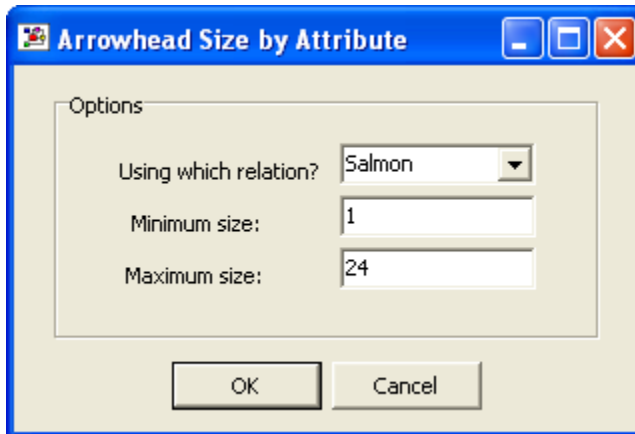 Arrowhead Size by Attribute
Options
Using which relation? Salmon
Minimum size: 1
Maximum size: 24
OK Cancel